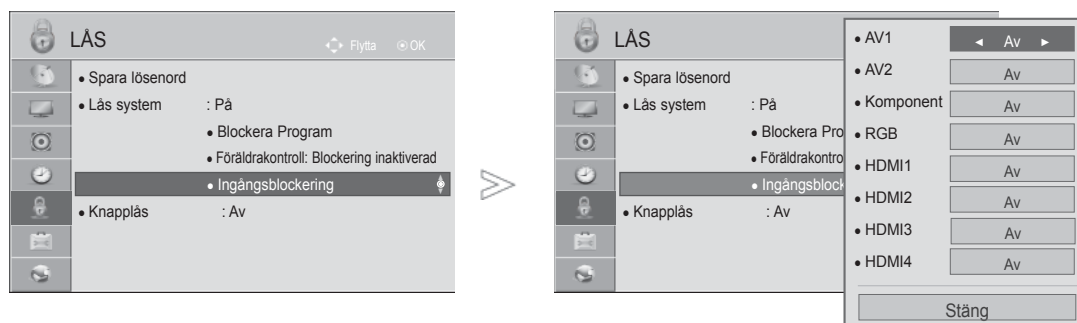 LÅS
Flytta OK
• Spara lösenord
• Lås system : På
• Blockera Program
• Föräldrakontroll: Blockering inaktiverad
• Ingångsblockering
• Knapplås : Av
LÅS
• Spara lösenord
• Lås system : På
• Blockera Pro
• Föräldrakontro
• Ingångsblock
• Knapplås : Av
• AV1 ◄ Av ►
• AV2 Av
• Komponent Av
• RGB Av
• HDMI1 Av
• HDMI2 Av
• HDMI3 Av
• HDMI4 Av
Stäng